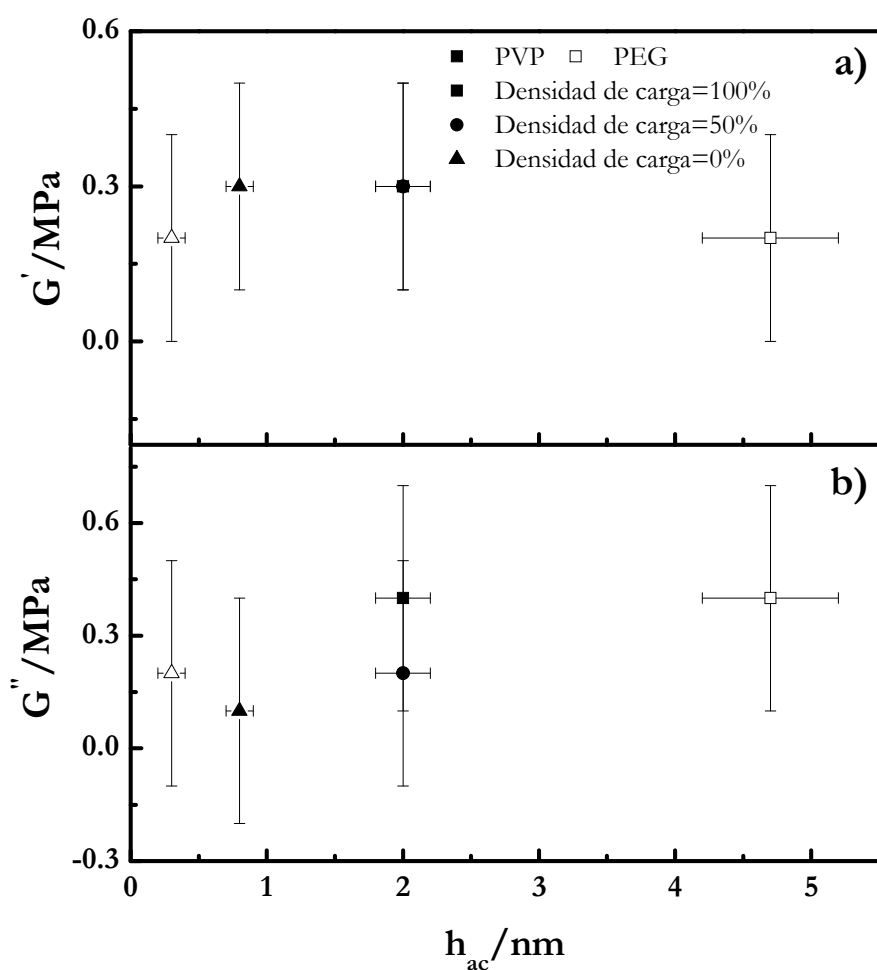 0.6
■ PVP □ PEG
a)
■ Densidad de carga=100%
● Densidad de carga=50%
▲ Densidad de carga=0%
0.3
0.0
G'/MPa
b)
0.6
0.3
0.0
-0.3
G''/MPa
0 1 2 3 4 5
h_ac/nm